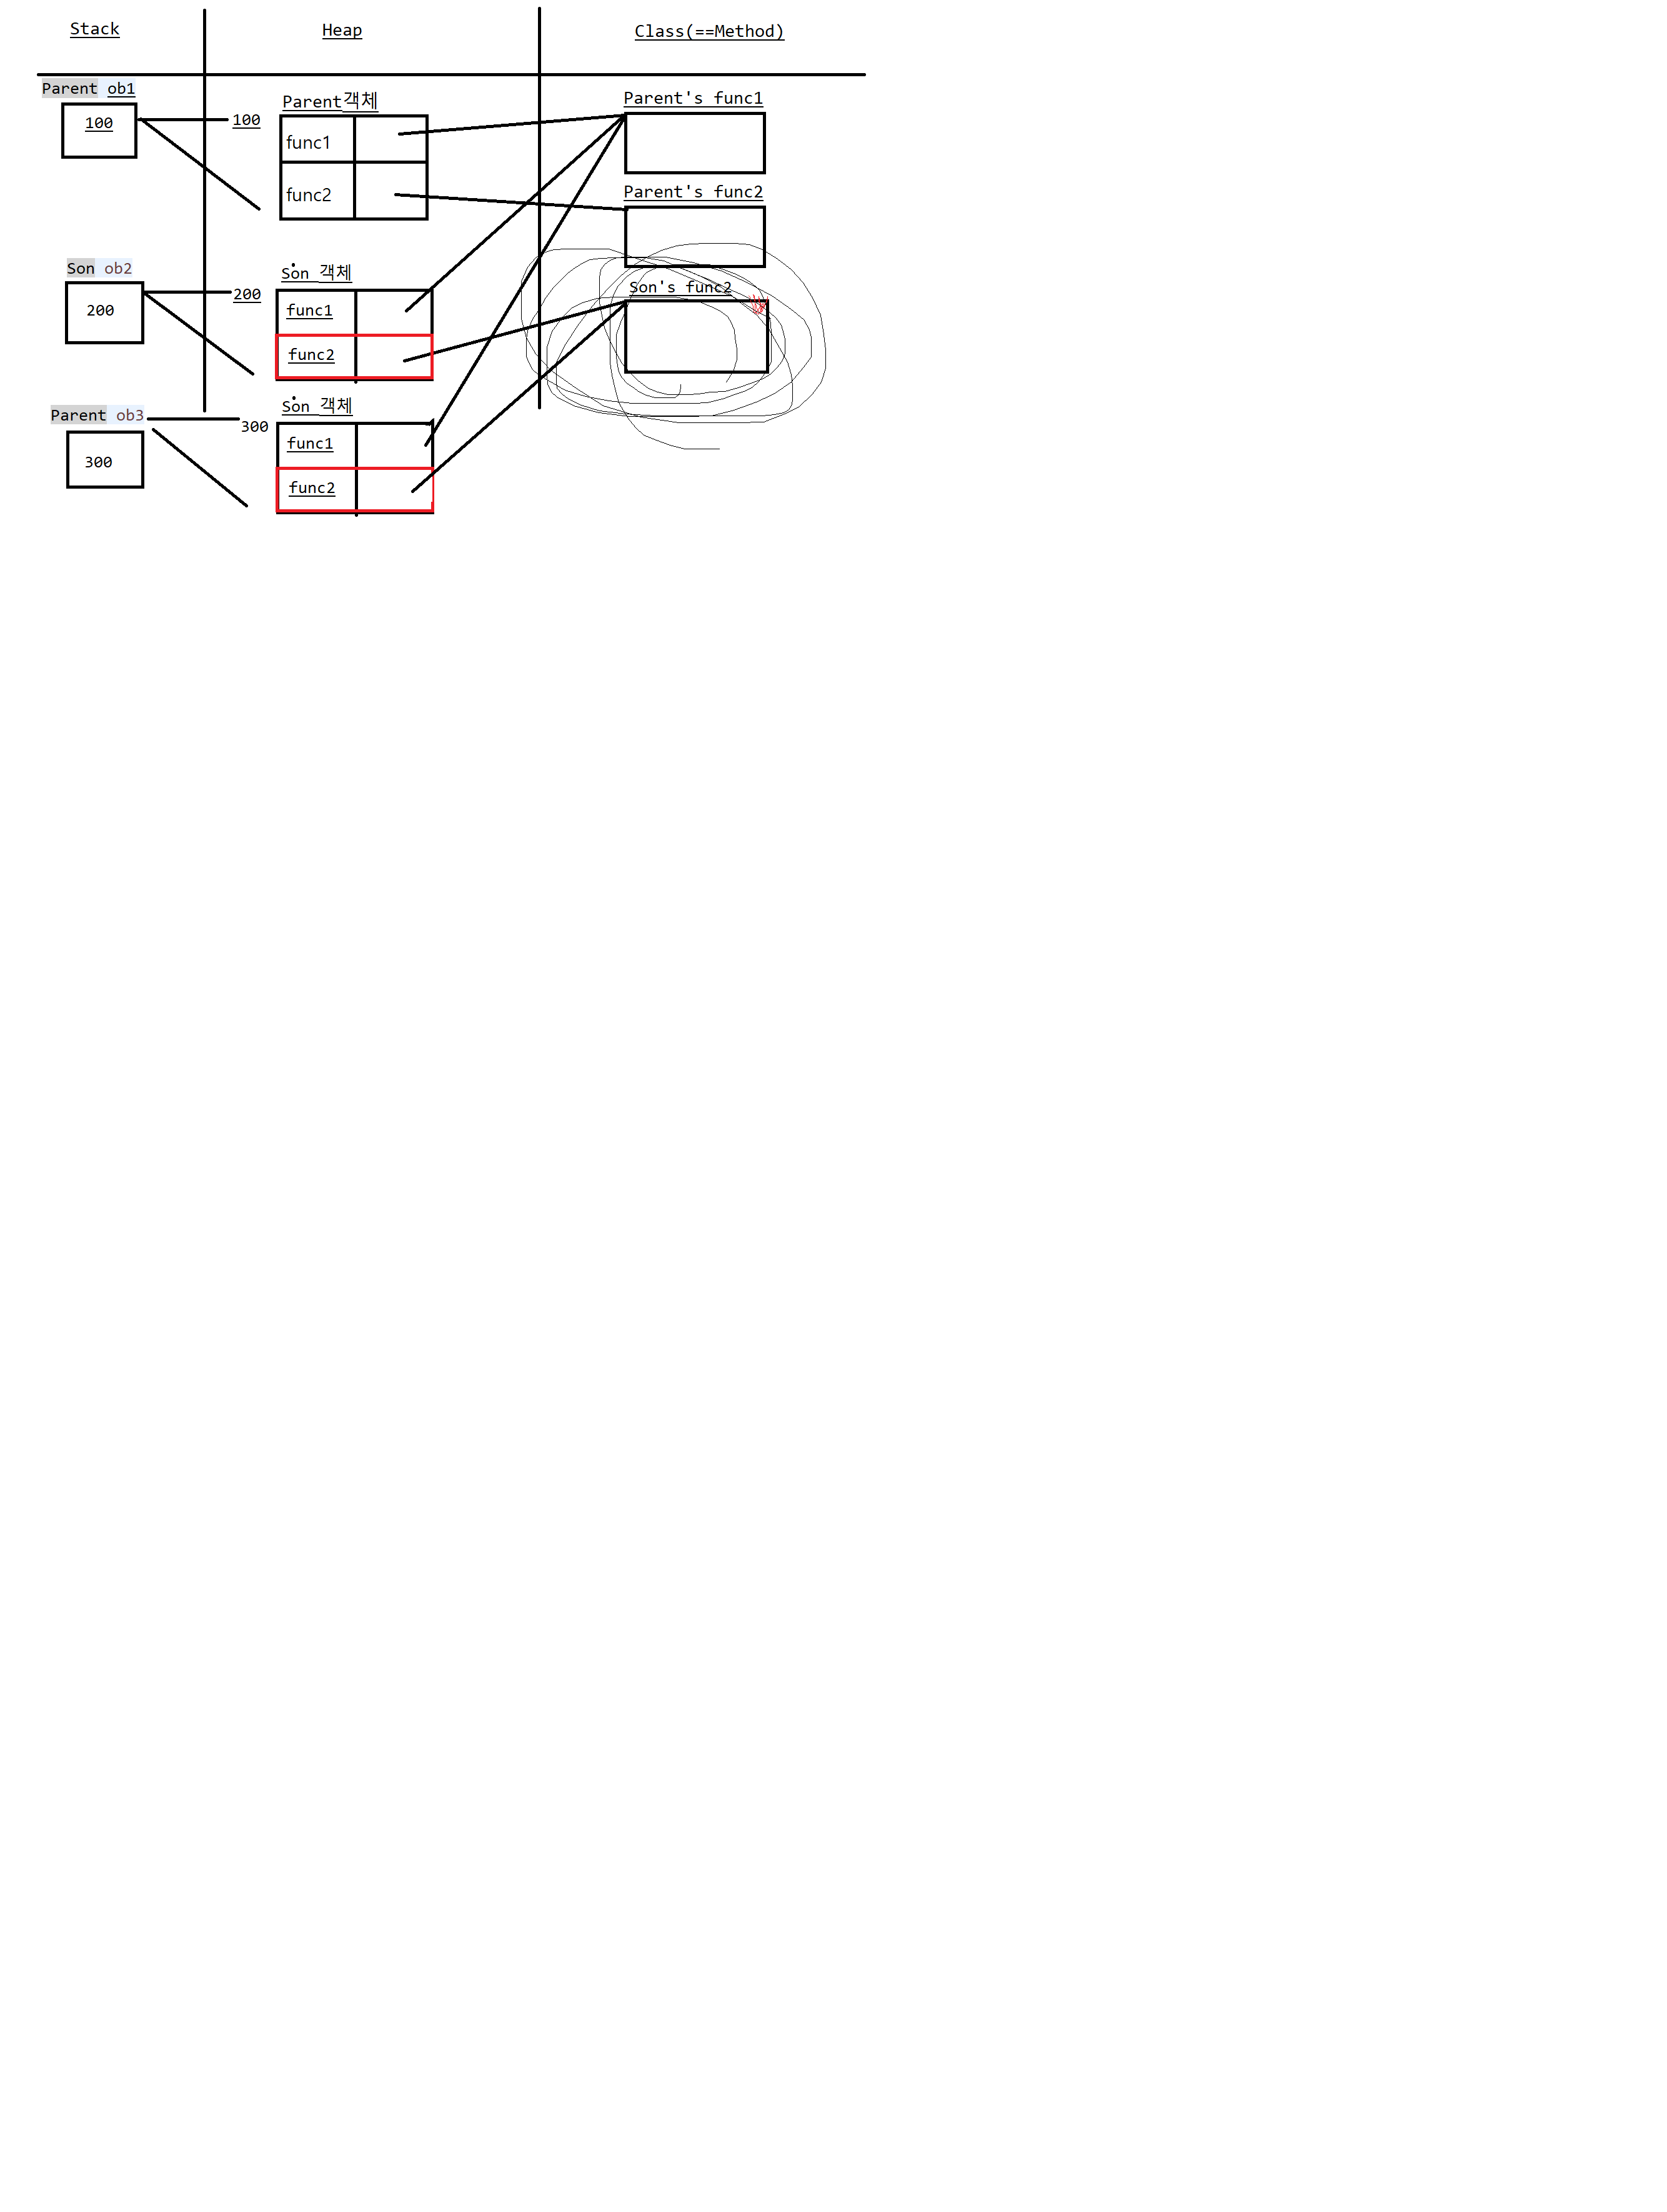 Stack
Heap
Class(==Method)
Parent ob1
100
100
Parent객체
func1
func2
Parent's func1
Parent's func2
Son ob2
200
200
Son 객체
func1
func2
Son's func2
Parent ob3
300
300
Son 객체
func1
func2